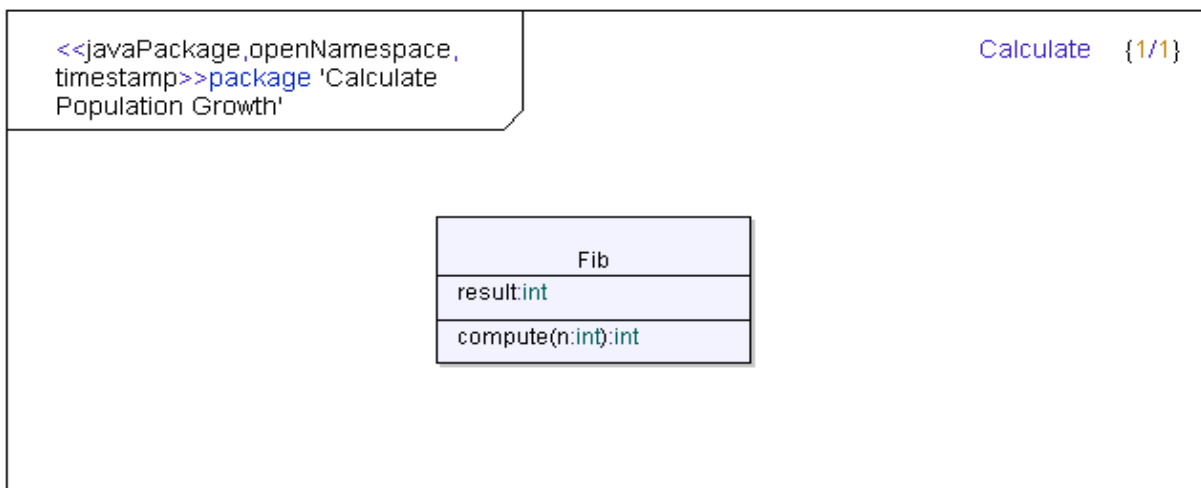 <<javaPackage,openNamespace,
timestamp>>package 'Calculate
Population Growth'
Calculate {1/1}
Fib
result:int
compute(n:int):int